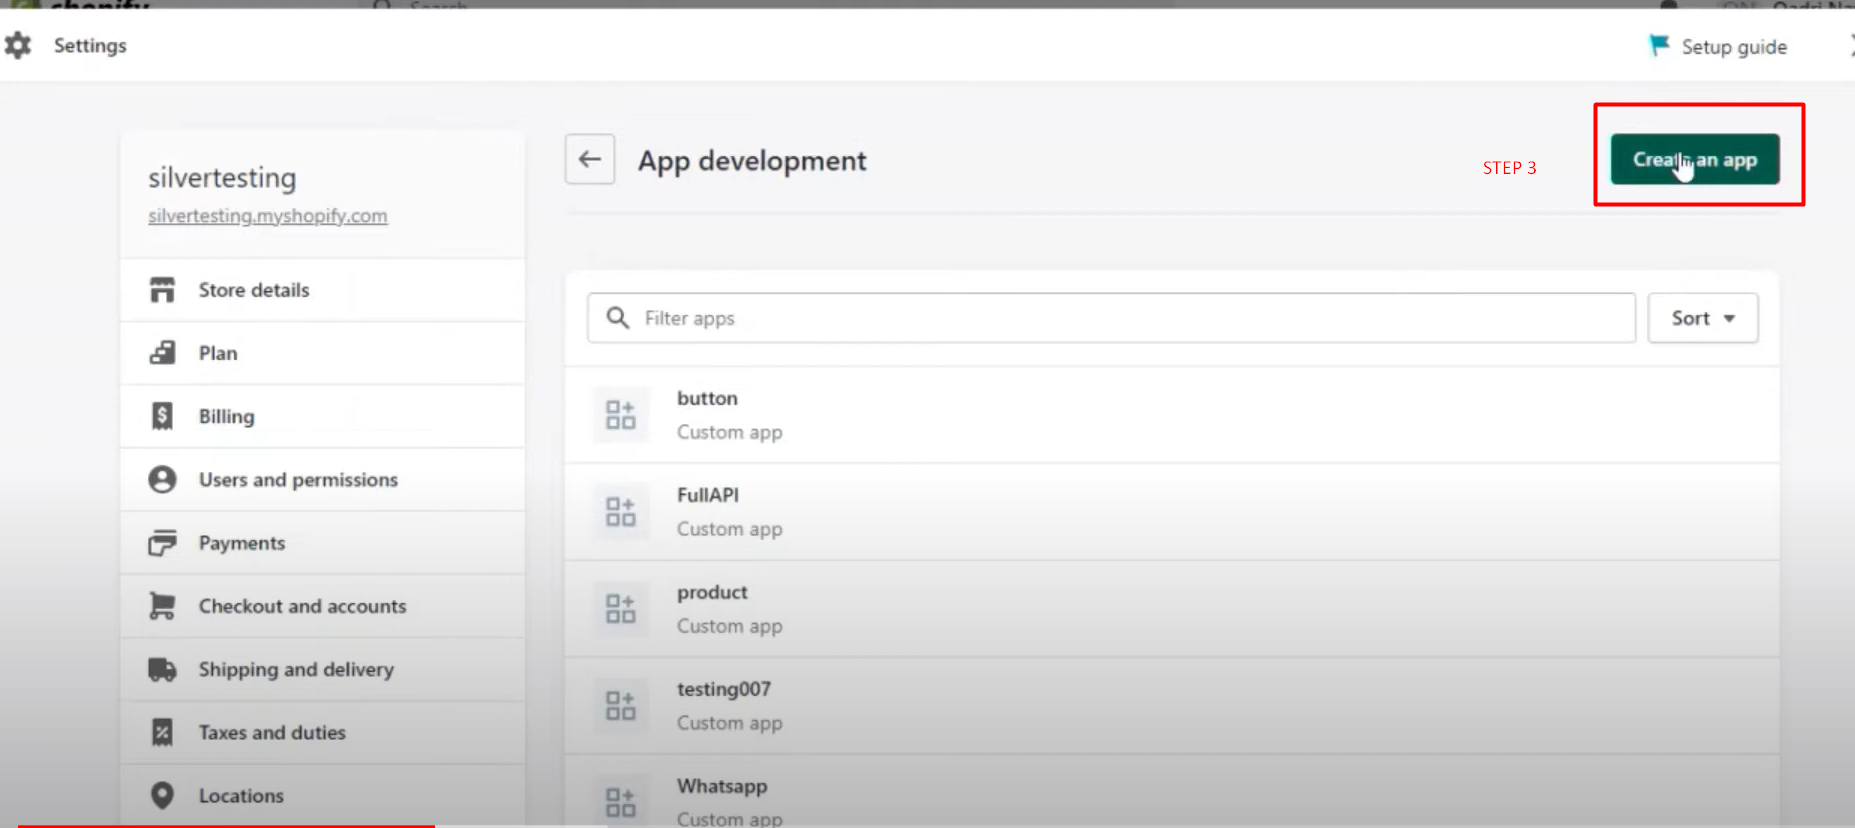 shopify
Search
Settings
Setup guide
silvertesting
silvertesting.myshopify.com
Store details
Plan
Billing
Users and permissions
Payments
Checkout and accounts
Shipping and delivery
Taxes and duties
Locations
App development
STEP 3
Create an app
Filter apps
Sort
button
Custom app
FullAPI
Custom app
product
Custom app
testing007
Custom app
Whatsapp
Custom app